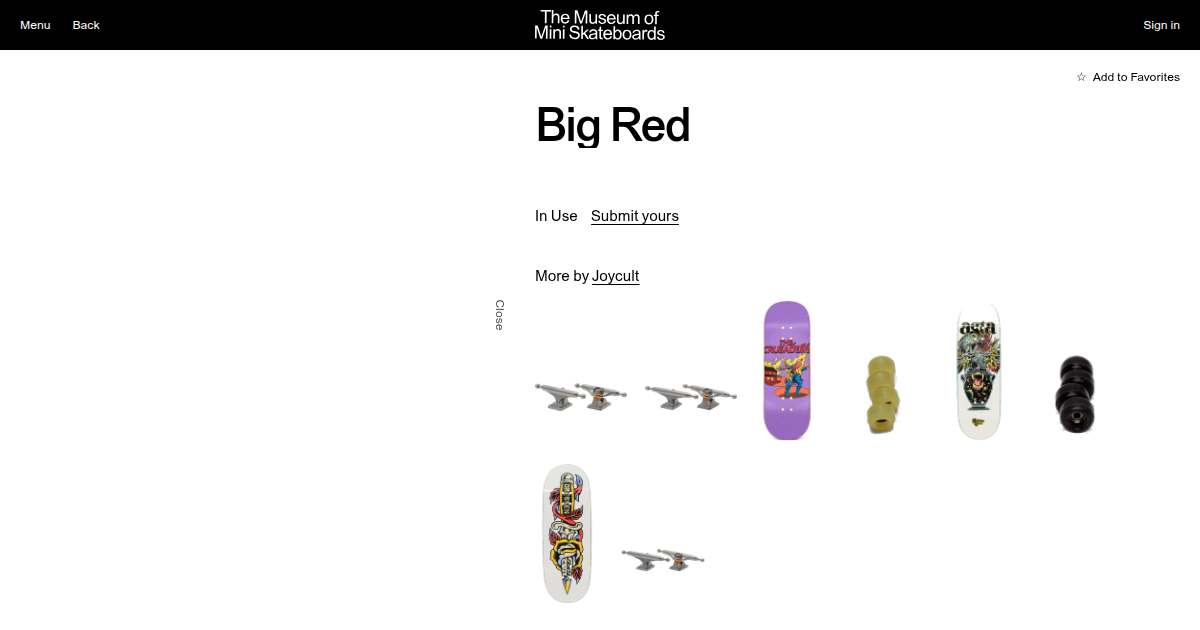 Menu
Back
The Museum of
Mini Skateboards
Sign in
☆ Add to Favorites
Big Red
In Use
Submit yours
More by Joycult
Close